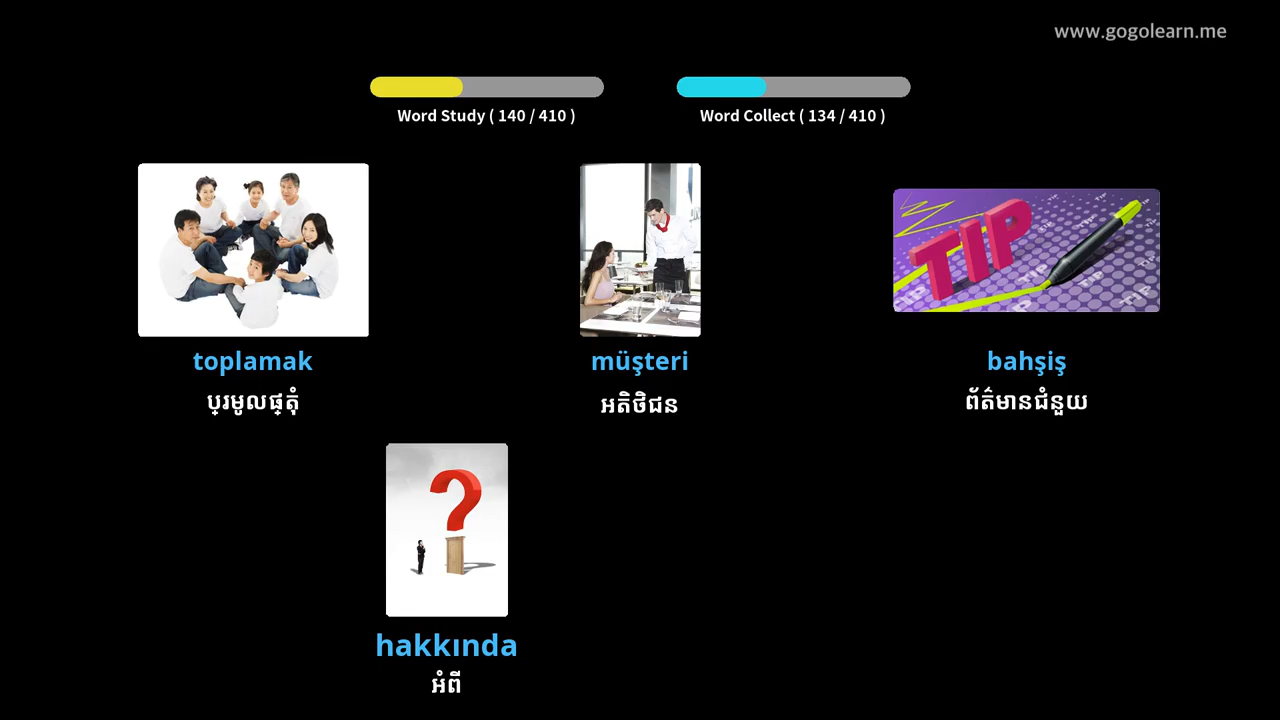 www.gogolearn.me
Word Study ( 140 / 410 )
Word Collect ( 134 / 410 )
TIP
toplamak
müşteri
bahşiş
ប្រមូលផ្តុំ
អតិថិជន
ព័ត៌មានជំនួយ
hakkında
អំពី